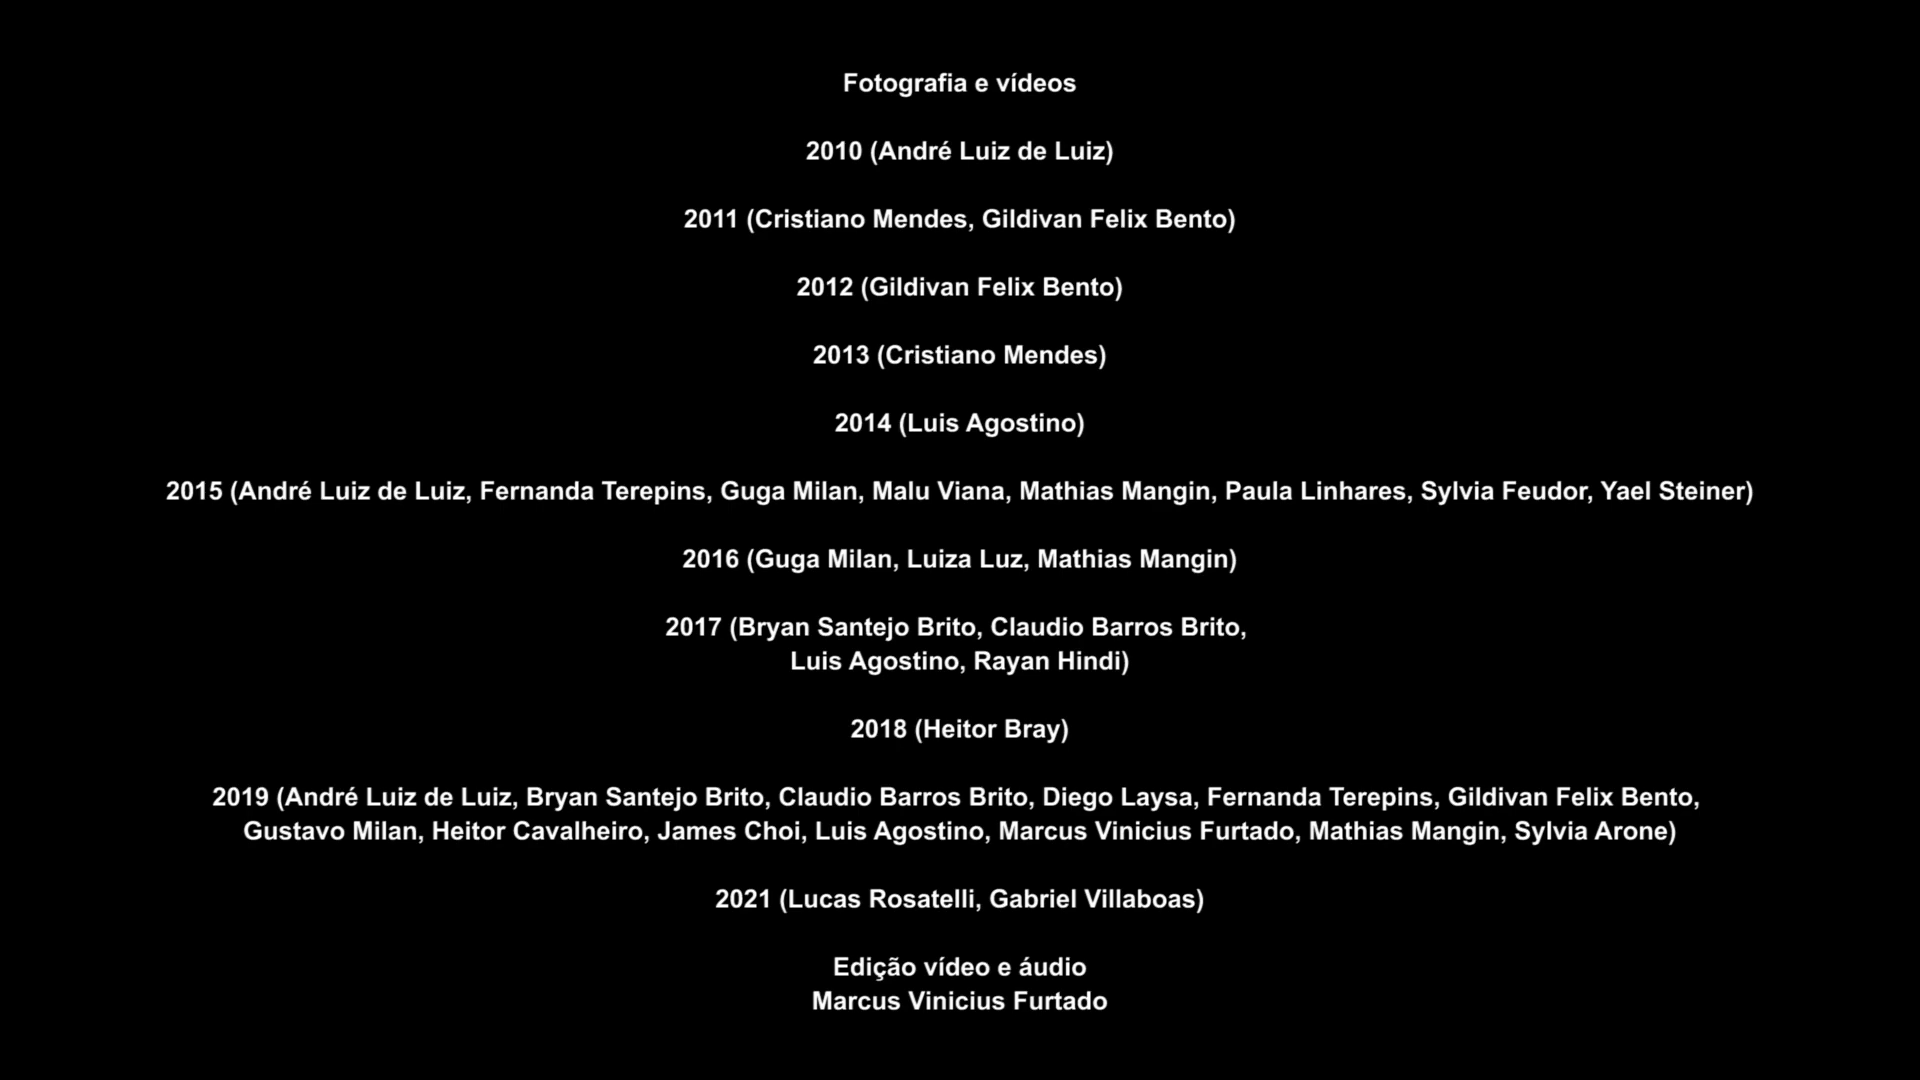 Fotografia e vídeos
2010 (André Luiz de Luiz)
2011 (Cristiano Mendes, Gildivan Felix Bento)
2012 (Gildivan Felix Bento)
2013 (Cristiano Mendes)
2014 (Luis Agostino)
2015 (André Luiz de Luiz, Fernanda Terepins, Guga Milan, Malu Viana, Mathias Mangin, Paula Linhares, Sylvia Feudor, Yael Steiner)
2016 (Guga Milan, Luiza Luz, Mathias Mangin)
2017 (Bryan Santejo Brito, Claudio Barros Brito,
Luis Agostino, Rayan Hindi)
2018 (Heitor Bray)
2019 (André Luiz de Luiz, Bryan Santejo Brito, Claudio Barros Brito, Diego Laysa, Fernanda Terepins, Gildivan Felix Bento,
Gustavo Milan, Heitor Cavalheiro, James Choi, Luis Agostino, Marcus Vinicius Furtado, Mathias Mangin, Sylvia Arone)
2021 (Lucas Rosatelli, Gabriel Villaboas)
Edição vídeo e áudio
Marcus Vinicius Furtado